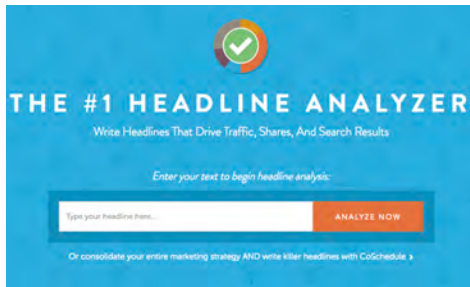 THE #1 HEADLINE ANALYZER
Write Headlines That Drive Traffic, Shares, And Search Results
Enter your text to begin headline analysis:
Type your headline here...
ANALYZE NOW
Or consolidate your entire marketing strategy AND write killer headlines with CoSchedule >